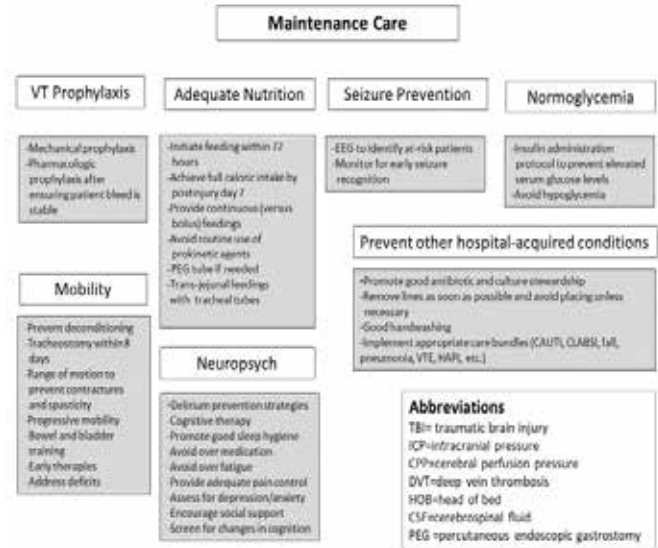 Maintenance Care
VT Prophylaxis
-Mechanical prophylaxis
-Pharmacologic
prophylaxis after
ensuring patient bleed is
stable
Adequate Nutrition
-Initiate feeding within 72
hours
-Achieve full caloric intake by
postinjury day 7
-Provide continuous (versus
bolus) feedings
-Avoid routine use of
prokinetic agents
-PEG tube if needed
-Trans-jejunal feedings
with tracheal tubes
Seizure Prevention
-EEG to identify at-risk patients
-Monitor for early seizure
recognition
Normoglycemia
-Insulin administration
protocol to prevent elevated
serum glucose levels
-Avoid hypoglycemia
Prevent other hospital-acquired conditions
-Promote good antibiotic and culture stewardship
-Remove lines as soon as possible and avoid placing unless
necessary
-Good handwashing
-Implement appropriate care bundles (CAUTI, CLABSI, fall,
pneumonia, VTE, HAPI, etc.)
Mobility
-Prevent deconditioning
-Tracheostomy within 8
days
-Range of motion to
prevent contractures
and spasticity
-Progressive mobility
-Bowel and bladder
training
-Early therapies
-Address deficits
Neuropsych
-Delirium prevention strategies
-Cognitive therapy
-Promote good sleep hygiene
-Avoid over medication
-Avoid over fatigue
-Provide adequate pain control
-Assess for depression/anxiety
-Encourage social support
-Screen for changes in cognition
Abbreviations
TBI= traumatic brain injury
ICP=intracranial pressure
CPP=cerebral perfusion pressure
DVT=deep vein thrombosis
HOB=head of bed
CSF=cerebrospinal fluid
PEG =percutaneous endoscopic gastrostomy